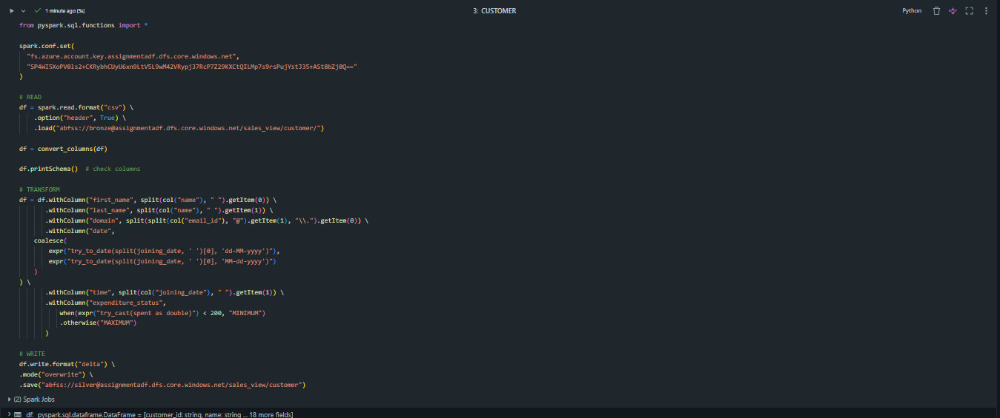 1 minute ago (5s)
3: CUSTOMER
Python
from pyspark.sql.functions import *
spark.conf.set(
"fs.azure.account.key.assignmentadf.dfs.core.windows.net",
)
# READ
df = spark.read.format("csv") \
.option("header", True) \
.load("abfss://bronze@assignmentadf.dfs.core.windows.net/sales_view/customer/")
df = convert_columns(df)
df.printSchema()  # check columns
# TRANSFORM
df = df.withColumn("first_name", split(col("name"), " ").getItem(0)) \
.withColumn("last_name", split(col("name"), " ").getItem(1)) \
.withColumn("domain", split(split(col("email_id"), "@").getItem(1), "\\.").getItem(0)) \
.withColumn("date",
coalesce(
expr("try_to_date(split(joining_date, ' ')[0], 'dd-MM-yyyy')"),
expr("try_to_date(split(joining_date, ' ')[0], 'MM-dd-yyyy')")
)
) \
.withColumn("time", split(col("joining_date"), " ").getItem(1)) \
.withColumn("expenditure_status",
when(expr("try_cast(spent as double)") < 200, "MINIMUM")
.otherwise("MAXIMUM")
)
# WRITE
df.write.format("delta") \
.mode("overwrite") \
.save("abfss://silver@assignmentadf.dfs.core.windows.net/sales_view/customer")
(2) Spark Jobs
df: pyspark.sql.dataframe.DataFrame = [customer_id: string, name: string ... 18 more fields]